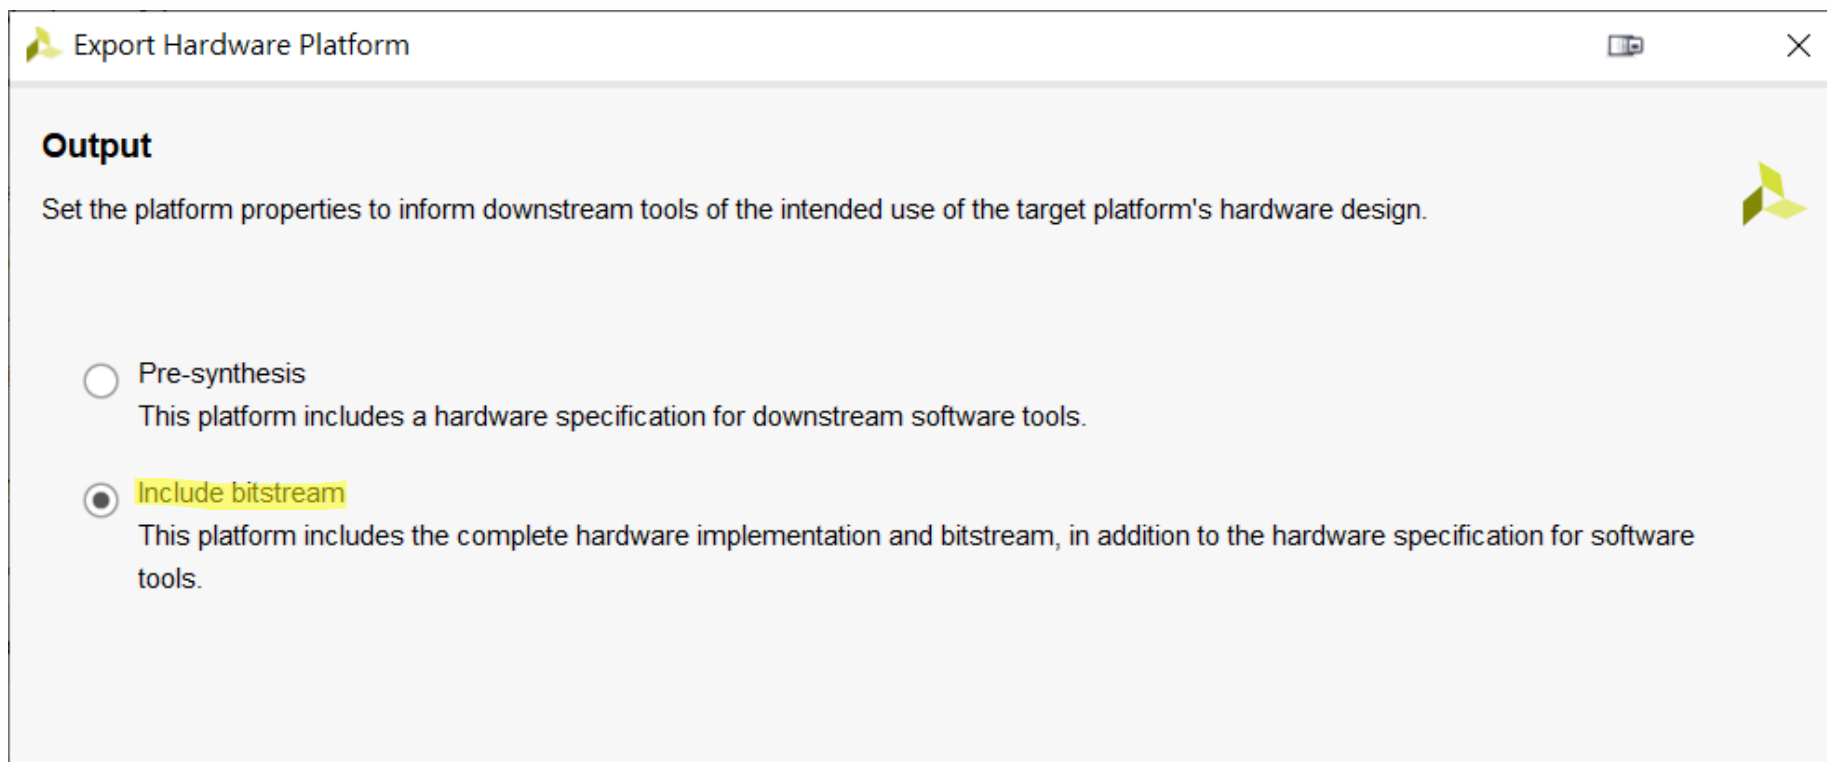 Export Hardware Platform
Output
Set the platform properties to inform downstream tools of the intended use of the target platform's hardware design.
Pre-synthesis
This platform includes a hardware specification for downstream software tools.
Include bitstream
This platform includes the complete hardware implementation and bitstream, in addition to the hardware specification for software
tools.